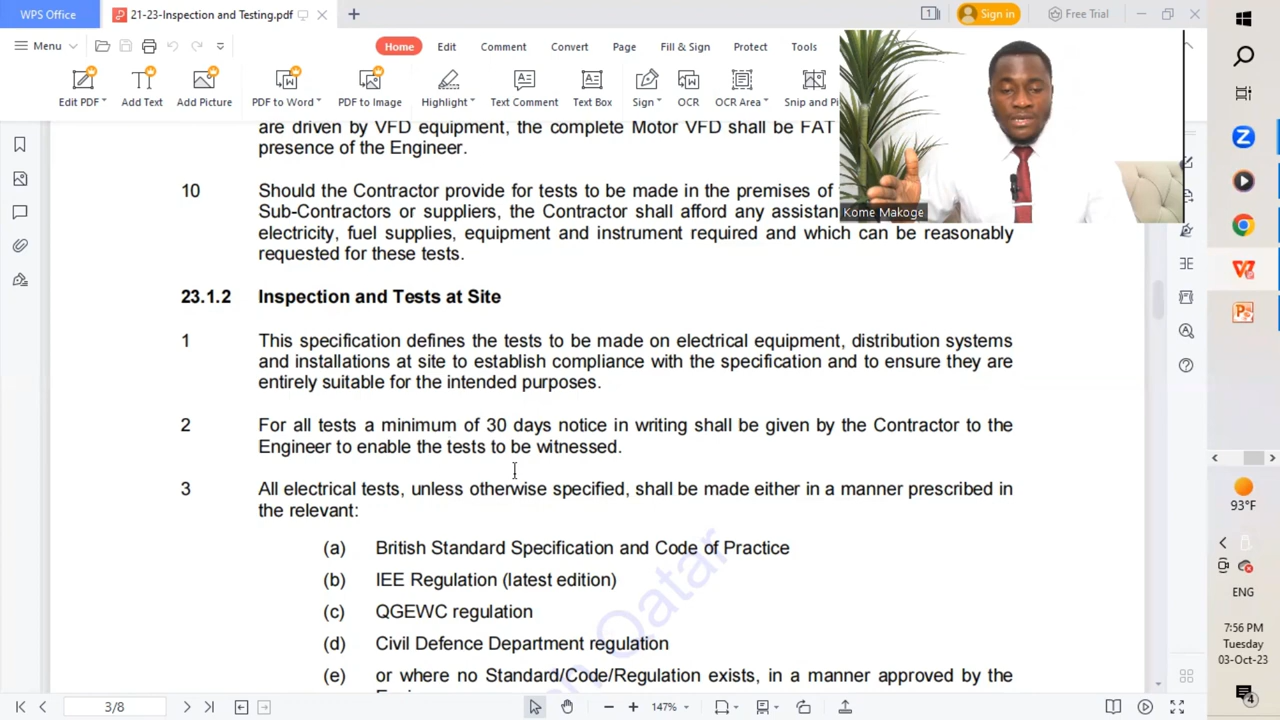 WPS Office
21-23-Inspection and Testing.pdf
Sign in
Free Trial
Menu
Home
Edit
Comment
Convert
Page
Fill & Sign
Protect
Tools
Edit PDF
Add Text
Add Picture
PDF to Word
PDF to Image
Highlight
Text Comment
Text Box
Sign
OCR
OCR Area
Snip and Pi
are driven by VFD equipment, the complete Motor VFD shall be FAT
presence of the Engineer.
10 Should the Contractor provide for tests to be made in the premises of
Sub-Contractors or suppliers, the Contractor shall afford any assistan
electricity, fuel supplies, equipment and instrument required and which can be reasonably
requested for these tests.
Kome Makoge
23.1.2 Inspection and Tests at Site
1 This specification defines the tests to be made on electrical equipment, distribution systems
and installations at site to establish compliance with the specification and to ensure they are
entirely suitable for the intended purposes.
2 For all tests a minimum of 30 days notice in writing shall be given by the Contractor to the
Engineer to enable the tests to be witnessed.
3 All electrical tests, unless otherwise specified, shall be made either in a manner prescribed in
the relevant:
(a) British Standard Specification and Code of Practice
(b) IEE Regulation (latest edition)
(c) QGEWC regulation
(d) Civil Defence Department regulation
(e) or where no Standard/Code/Regulation exists, in a manner approved by the
en Qatar
3/8
147%
93°F
ENG
7:56 PM
Tuesday
03-Oct-23
4